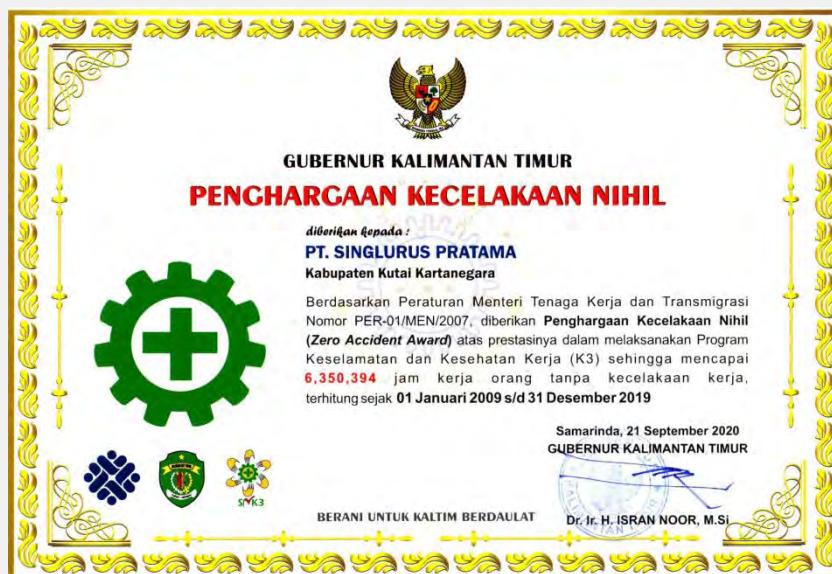 GUBERNUR KALIMANTAN TIMUR
PENGHARGAAN KECELAKAAN NIHIL
diberikan kepada :
PT. SINGLURUS PRATAMA
Kabupaten Kutai Kartanegara
Berdasarkan Peraturan Menteri Tenaga Kerja dan Transmigrasi
Nomor PER-01/MEN/2007, diberikan Penghargaan Kecelakaan Nihil
(Zero Accident Award) atas prestasinya dalam melaksanakan Program
Keselamatan dan Kesehatan Kerja (K3) sehingga mencapai
6,350,394 jam kerja orang tanpa kecelakaan kerja,
terhitung sejak 01 Januari 2009 s/d 31 Desember 2019
Samarinda, 21 September 2020
GUBERNUR KALIMANTAN TIMUR
SMK3
BERANI UNTUK KALTIM BERDAULAT
Dr. Ir. H. ISRAN NOOR, M.Si